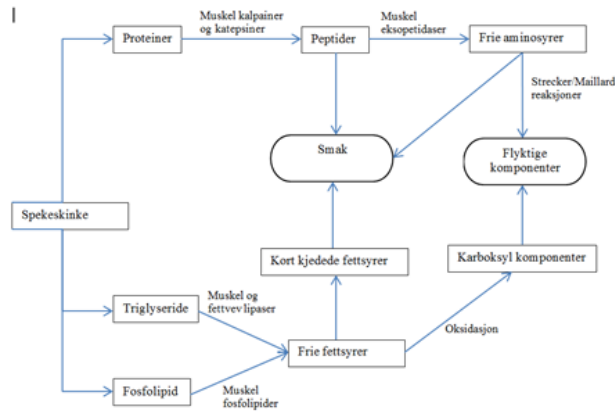 Muskel kalpainer
og katepsiner
Muskel
eksopetidaser
Proteiner
Peptider
Frie aminosyrer
Strecker/Maillard
reaksjoner
Smak
Flyktige
komponenter
Spekeskinke
Kort kjedede fettsyrer
Karboksyl komponenter
Triglyseride
Muskel og
fettvev lipaser
Oksidasjon
Frie fettsyrer
Fosfolipid
Muskel
fosfolipider